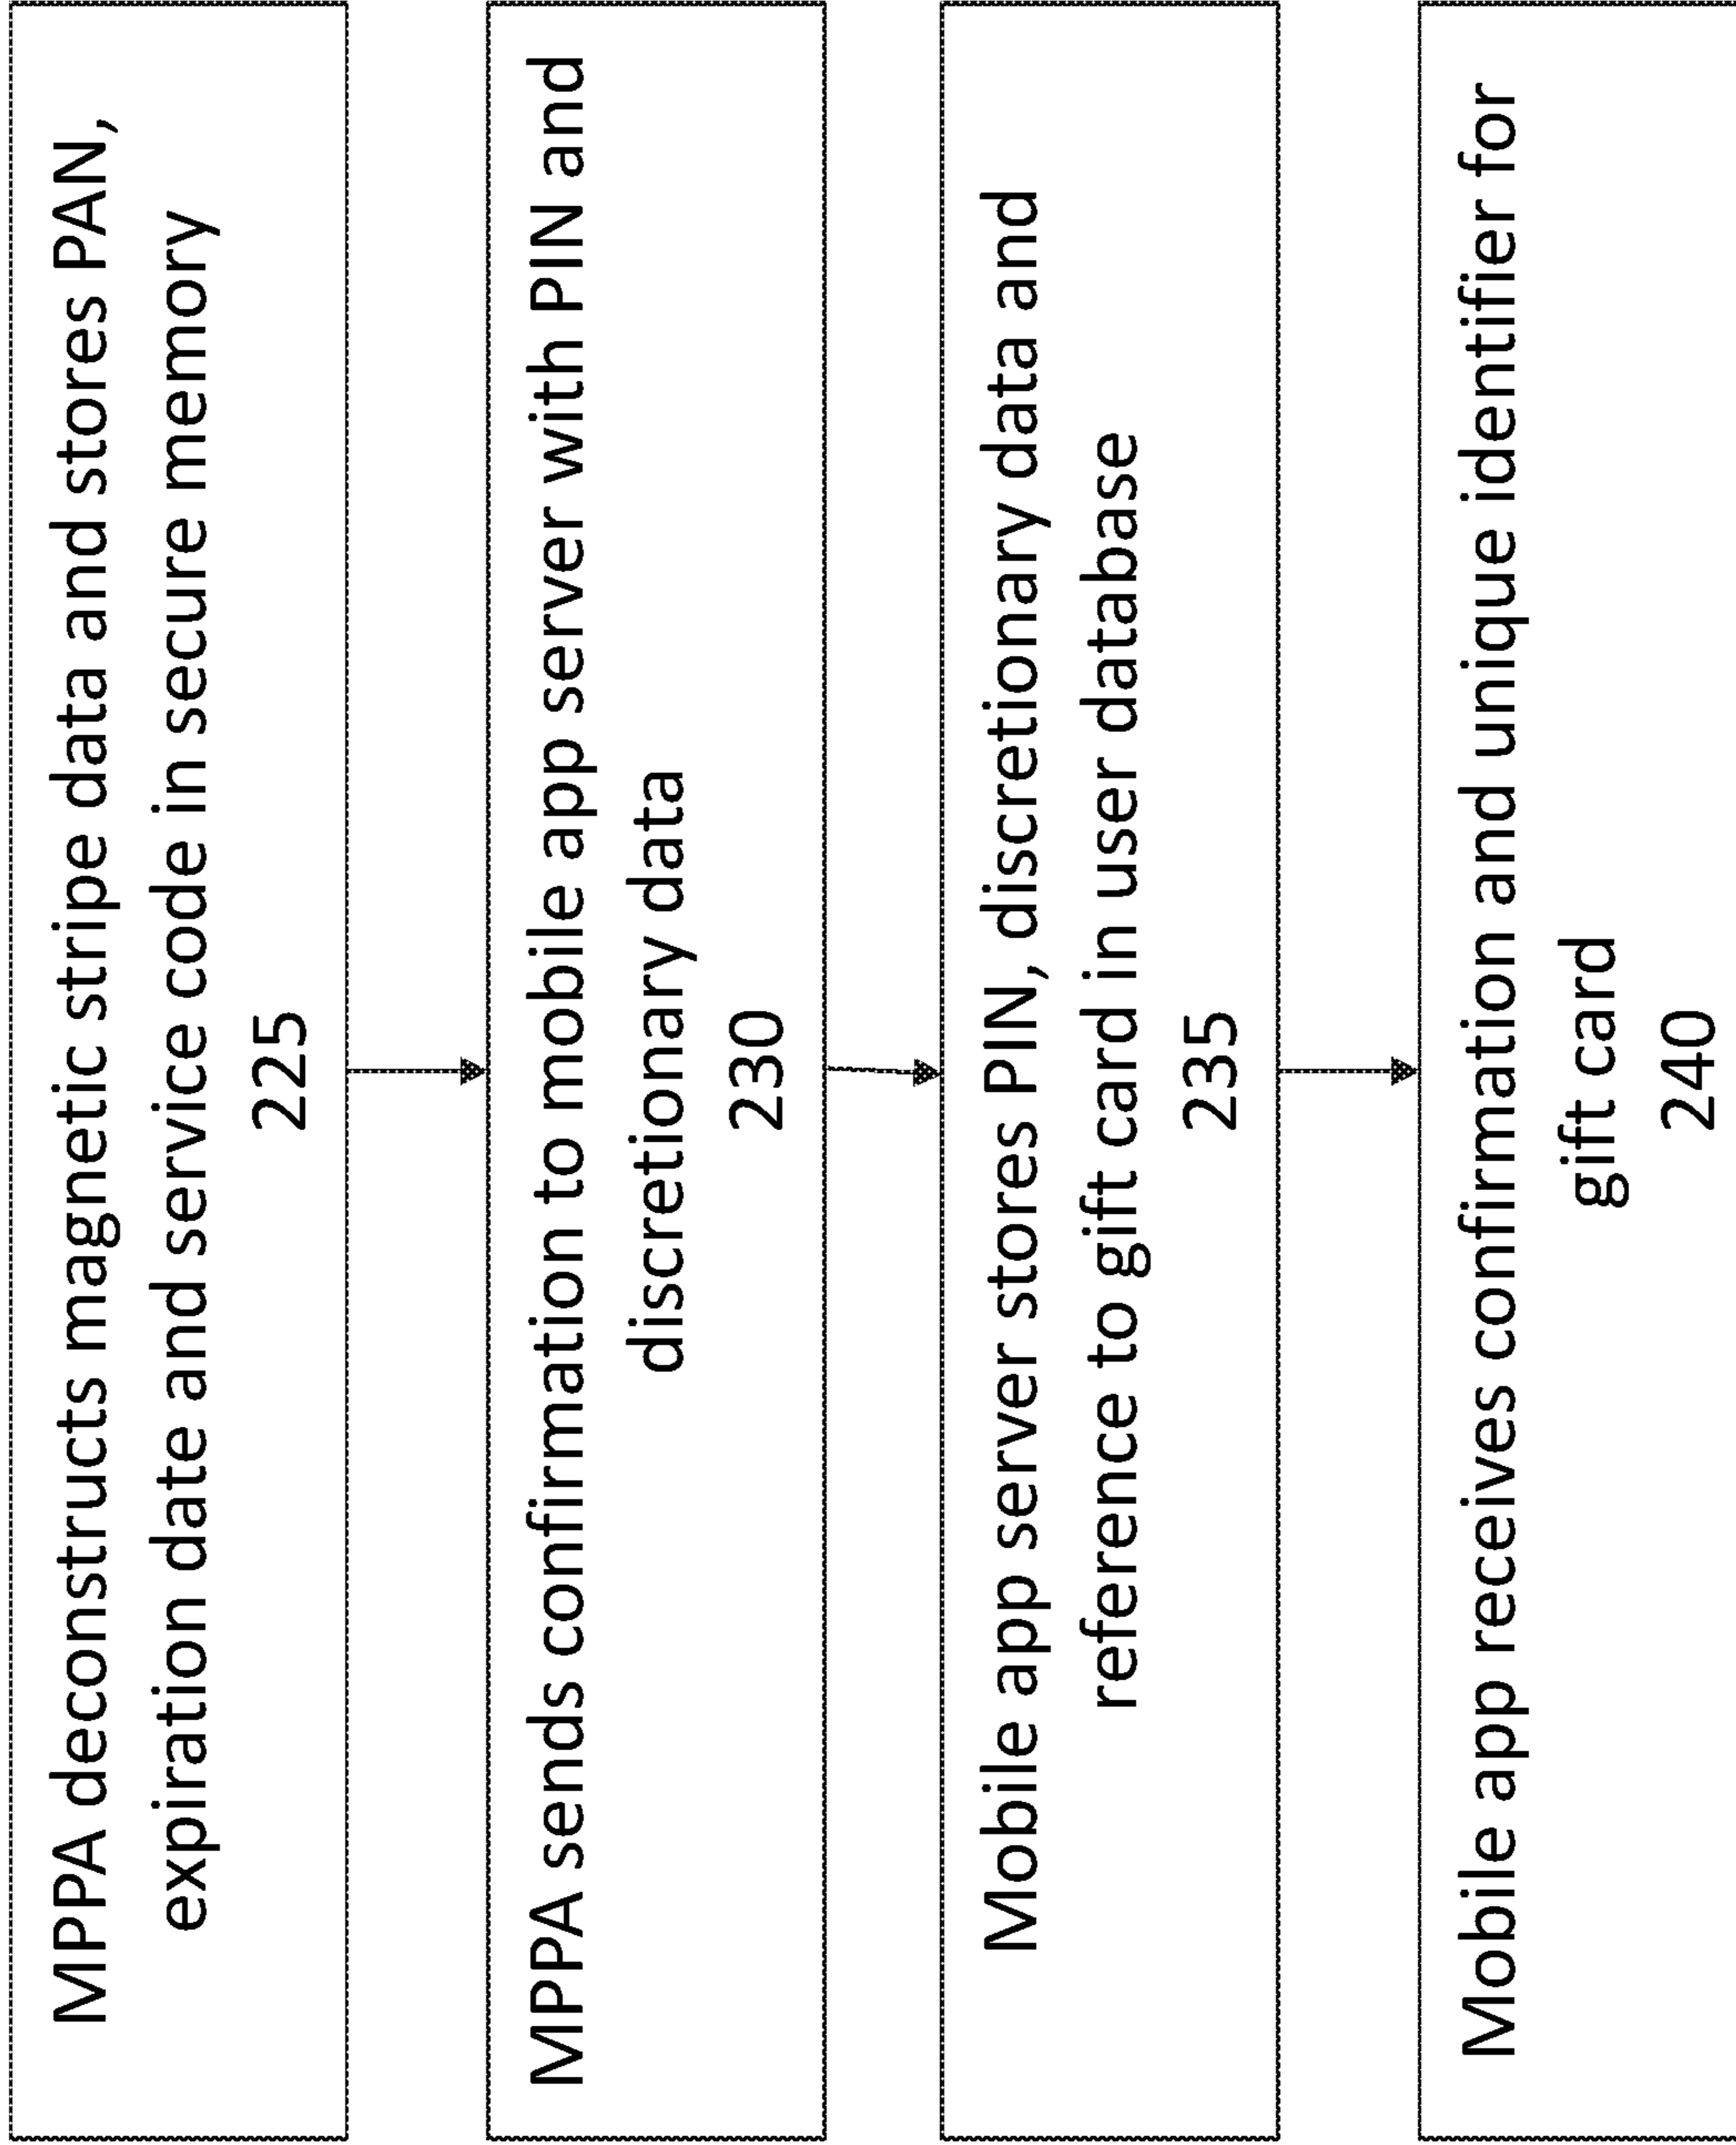 MPPA deconstructs magnetic stripe data and stores PAN,
expiration date and service code in secure memory
225
MPPA sends confirmation to mobile app server with PIN and
discretionary data
230
Mobile app server stores PIN, discretionary data and
reference to gift card in user database
235
Mobile app receives confirmation and unique identifier for
gift card
240